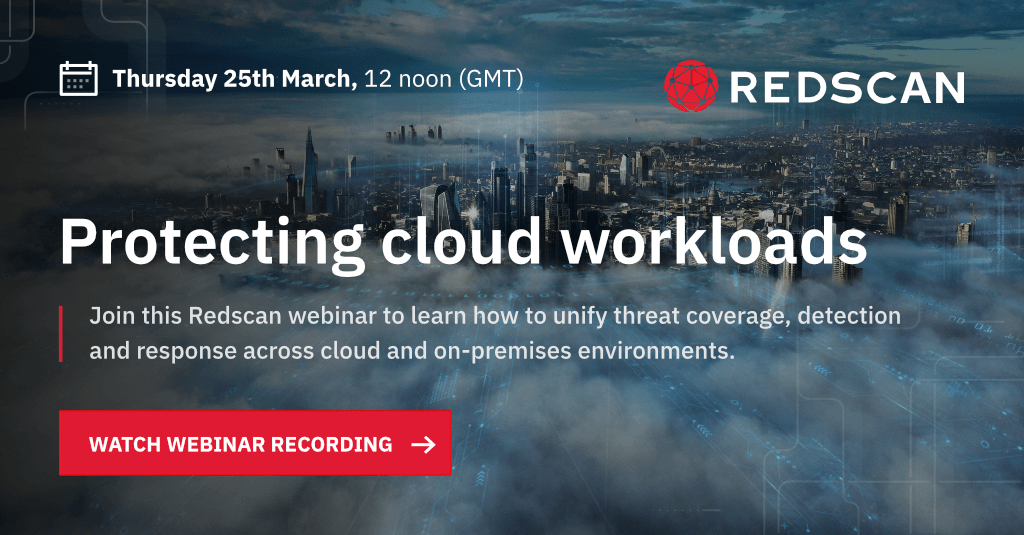 Thursday 25th March, 12 noon (GMT)
REDSCAN
Protecting cloud workloads
Join this Redscan webinar to learn how to unify threat coverage, detection
and response across cloud and on-premises environments.
WATCH WEBINAR RECORDING